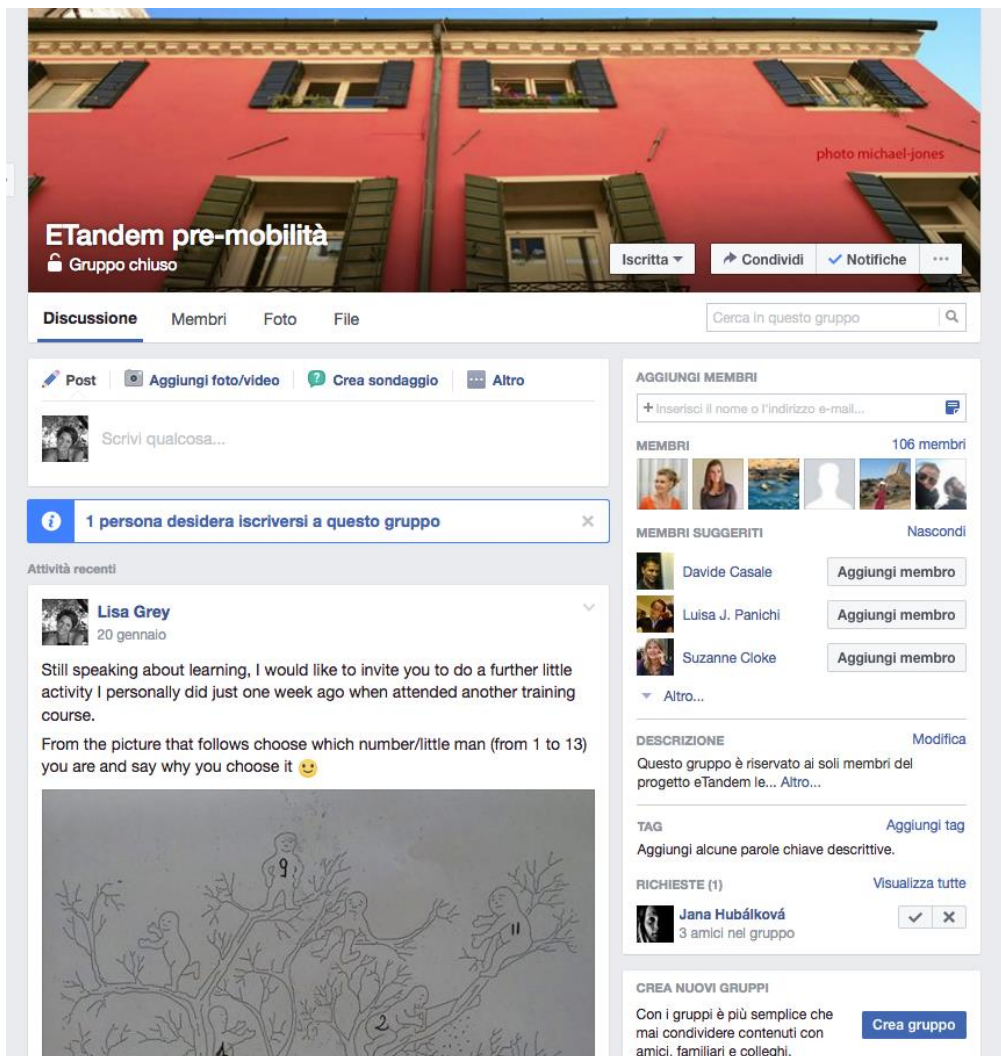 photo michael-jones
ETandem pre-mobilità
Gruppo chiuso
Iscritta
Condividi
Notifiche
Discussione Membri Foto File
Cerca in questo gruppo
Post Aggiungi foto/video Crea sondaggio Altro
Scrivi qualcosa...
1 persona desidera iscriversi a questo gruppo
Attività recenti
Lisa Grey
20 gennaio
Still speaking about learning, I would like to invite you to do a further little
activity I personally did just one week ago when attended another training
course.
From the picture that follows choose which number/little man (from 1 to 13)
you are and say why you choose it
9
11
2
4
AGGIUNGI MEMBRI
+ Inserisci il nome o l'indirizzo e-mail...
MEMBRI 106 membri
MEMBRI SUGGERITI Nascondi
Davide Casale Aggiungi membro
Luisa J. Panichi Aggiungi membro
Suzanne Cloke Aggiungi membro
Altro...
DESCRIZIONE Modifica
Questo gruppo è riservato ai soli membri del
progetto eTandem le... Altro...
TAG Aggiungi tag
Aggiungi alcune parole chiave descrittive.
RICHIESTE (1) Visualizza tutte
Jana Hubálková
3 amici nel gruppo
CREA NUOVI GRUPPI
Con i gruppi è più semplice che
mai condividere contenuti con
amici, familiari e colleghi.
Crea gruppo